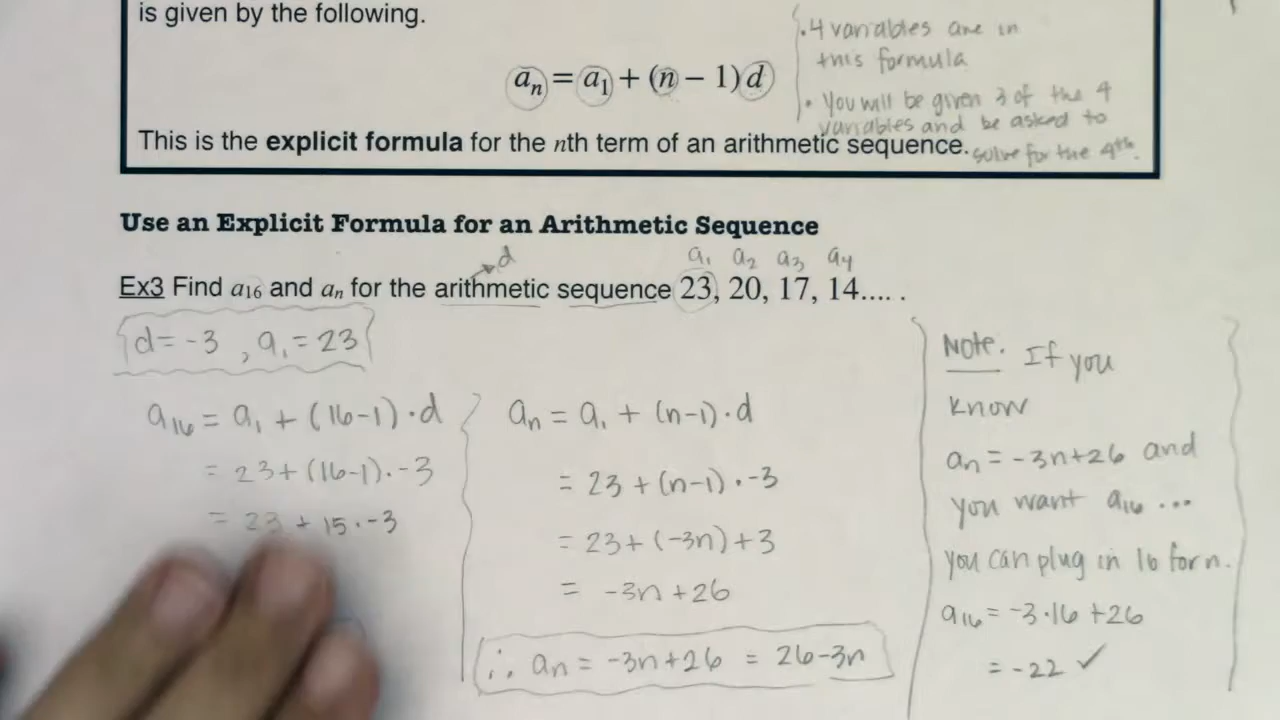 is given by the following.
aₙ = a₁ + (n − 1)d
· 4 variables are in
this formula
· You will be given 3 of the 4
variables and be asked to
solve for the 4th.
This is the explicit formula for the nth term of an arithmetic sequence.
Use an Explicit Formula for an Arithmetic Sequence
d
a₁ a₂ a₃ a₄
Ex3 Find a₁₆ and aₙ for the arithmetic sequence 23, 20, 17, 14.... .
d = -3 , a₁ = 23
a₁₆ = a₁ + (16-1)·d
= 23 + (16-1)·-3
= 23 + 15·-3
aₙ = a₁ + (n-1)·d
= 23 + (n-1)·-3
= 23 + (-3n) + 3
= -3n + 26
∴ aₙ = -3n+26 = 26-3n
Note. If you
know
aₙ = -3n+26 and
you want a₁₆ ...
you can plug in 16 for n.
a₁₆ = -3·16 +26
= -22 ✓